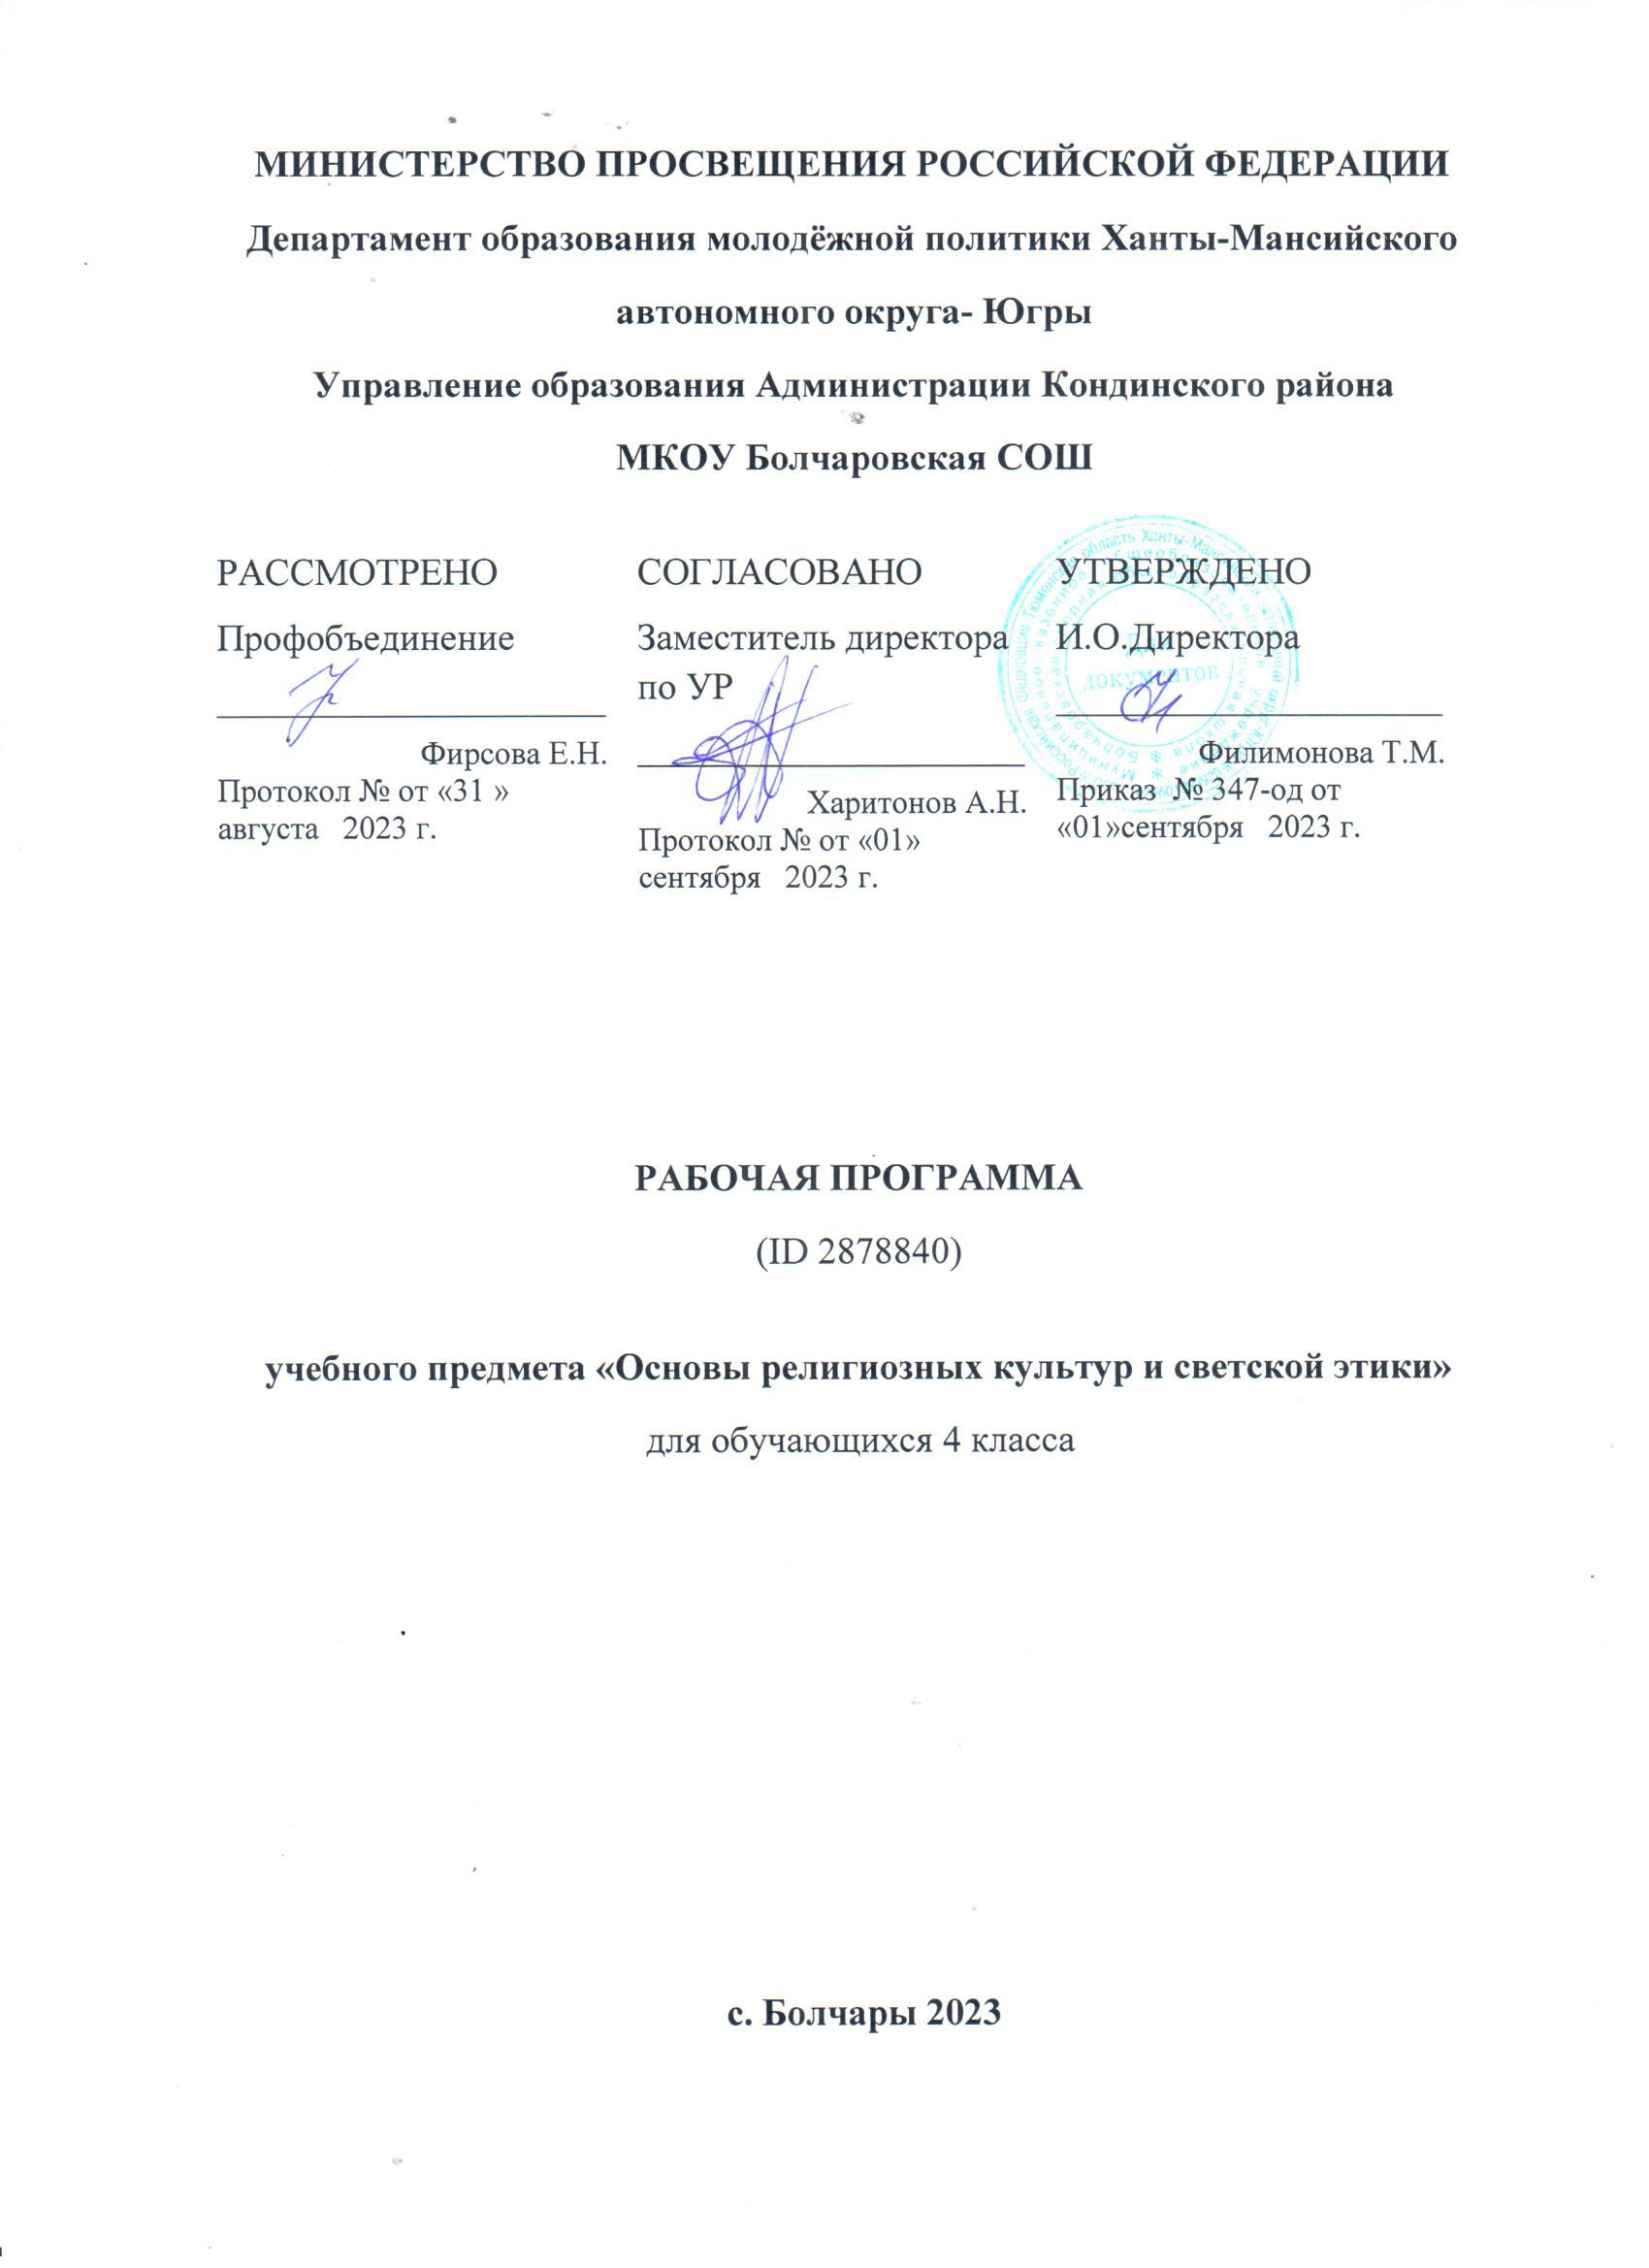 МИНИСТЕРСТВО ПРОСВЕЩЕНИЯ РОССИЙСКОЙ ФЕДЕРАЦИИ
Департамент образования молодёжной политики Ханты-Мансийского
автономного округа- Югры
Управление образования Администрации Кондинского района
МКОУ Болчаровская СОШ
РАССМОТРЕНО
Профобъединение
Фирсова Е.Н.
Протокол № от «31 »
августа 2023 г.
СОГЛАСОВАНО
Заместитель директора
по УР
Харитонов А.Н.
Протокол № от «01»
сентября 2023 г.
УТВЕРЖДЕНО
И.О.Директора
Филимонова Т.М.
Приказ № 347-од от
«01»сентября 2023 г.
Для
документов
РАБОЧАЯ ПРОГРАММА
(ID 2878840)
учебного предмета «Основы религиозных культур и светской этики»
для обучающихся 4 класса
с. Болчары 2023